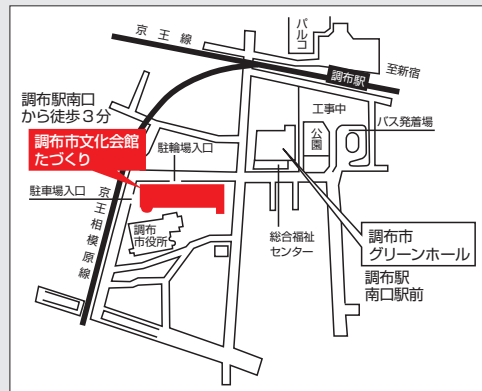 パルコ
京王線
調布駅
至新宿
調布駅南口
から徒歩3分
工事中
公園
バス発着場
調布市文化会館
たづくり
駐輪場入口
駐車場入口
京王相模原線
調布
市役所
総合福祉
センター
調布市
グリーンホール
調布駅
南口駅前